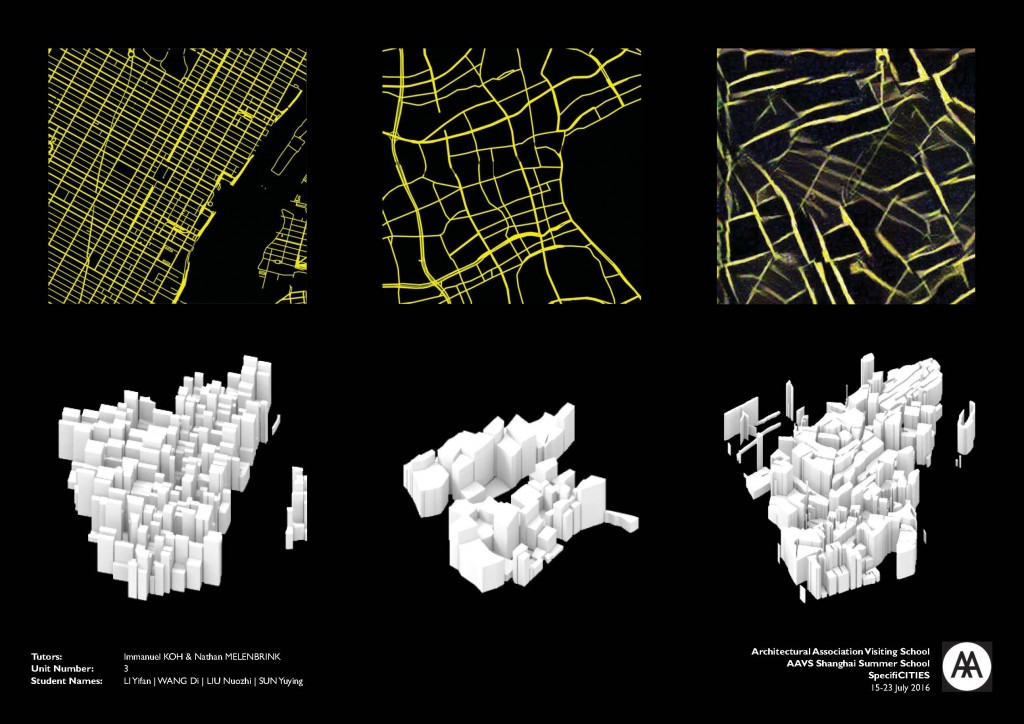 Tutors: Immanuel KOH & Nathan MELENBRINK
Unit Number: 3
Student Names: LI Yifan | WANG Di | LIU Nuozhi | SUN Yuying
Architectural Association Visiting School
AAVS Shanghai Summer School
SpecifiCITIES
15-23 July 2016
AA